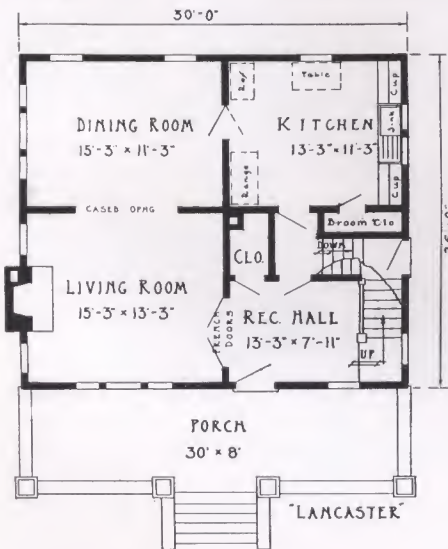 30'-0"
Ref
Table
Cup
DINING ROOM
15'-3" × 11'-3"
KITCHEN
13'-3" × 11'-3"
Sink
Range
Cup
CASED OPNG
Broom Clo
CLO.
DOWN
LIVING ROOM
15'-3" × 13'-3"
FRENCH
DOORS
REC. HALL
13'-3" × 7'-11"
UP
PORCH
30' × 8'
"LANCASTER"